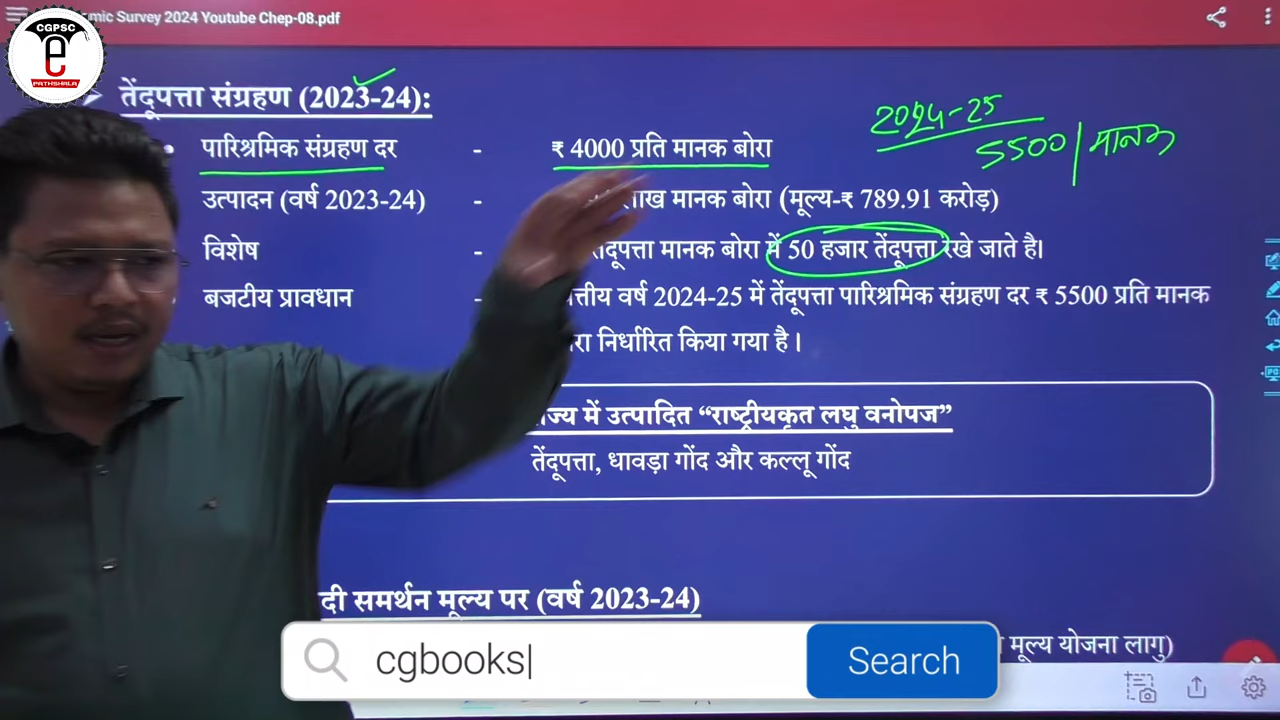 CGPSC
e
PATHSHALA
mic Survey 2024 Youtube Chep-08.pdf
➤ तेंदूपत्ता संग्रहण (2023-24):
• पारिश्रमिक संग्रहण दर - ₹ 4000 प्रति मानक बोरा
2024-25
5500/मानक
उत्पादन (वर्ष 2023-24) - लाख मानक बोरा (मूल्य-₹ 789.91 करोड़)
विशेष - तेंदूपत्ता मानक बोरा में 50 हजार तेंदूपत्ता रखे जाते है।
बजटीय प्रावधान - वर्ष 2024-25 में तेंदूपत्ता पारिश्रमिक संग्रहण दर ₹ 5500 प्रति मानक
निर्धारित किया गया है।
में उत्पादित “राष्ट्रीयकृत लघु वनोपज”
तेंदूपत्ता, धावड़ा गोंद और कल्लू गोंद
दी समर्थन मूल्य पर (वर्ष 2023-24)
मूल्य योजना लागु)
cgbooks
Search